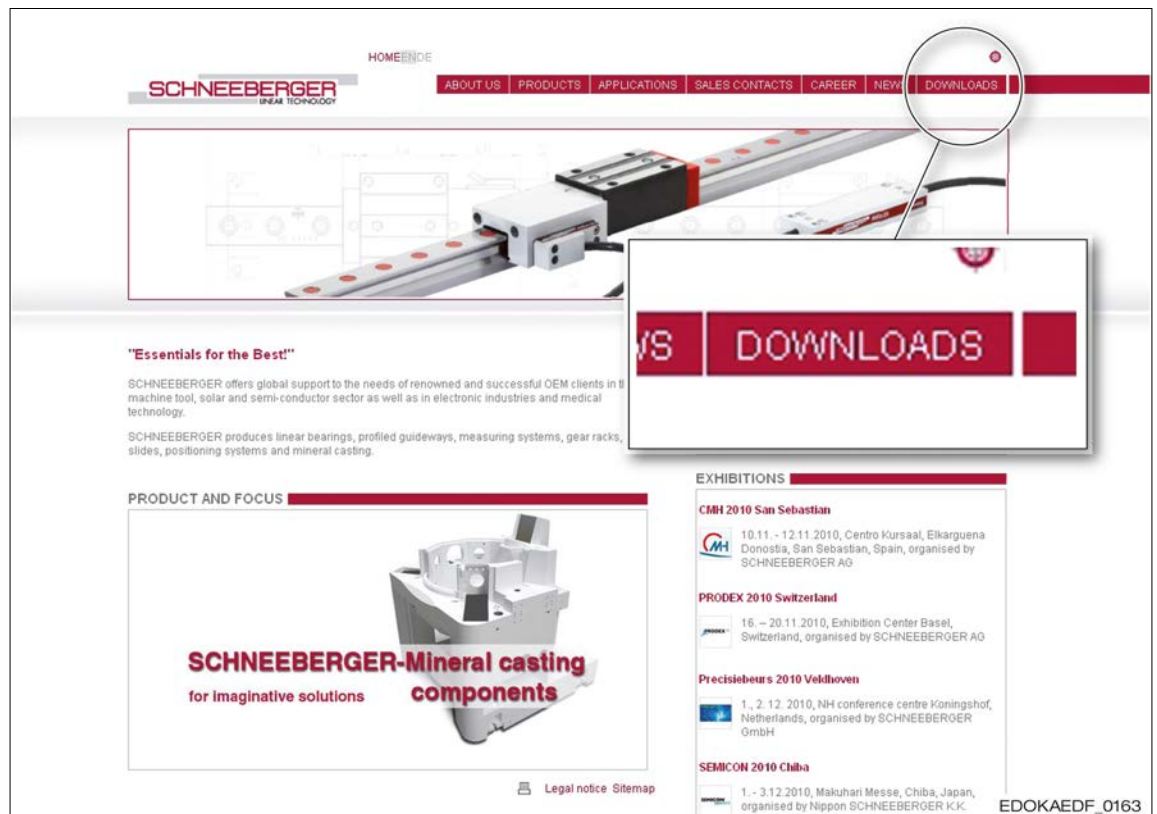 HOMEENDE
SCHNEEBERGER
LINEAR TECHNOLOGY
ABOUT US PRODUCTS APPLICATIONS SALES CONTACTS CAREER NEWS DOWNLOADS
WS DOWNLOADS
"Essentials for the Best!"
SCHNEEBERGER offers global support to the needs of renowned and successful OEM clients in
machine tool, solar and semi-conductor sector as well as in electronic industries and medical
technology.
SCHNEEBERGER produces linear bearings, profiled guideways, measuring systems, gear racks,
slides, positioning systems and mineral casting.
PRODUCT AND FOCUS
SCHNEEBERGER-Mineral casting
for imaginative solutions components
Legal notice Sitemap
EXHIBITIONS
CMH 2010 San Sebastian
10.11. - 12.11.2010, Centro Kursaal, Elkarguena
Donostia, San Sebastian, Spain, organised by
SCHNEEBERGER AG
PRODEX 2010 Switzerland
16. – 20.11.2010, Exhibition Center Basel,
Switzerland, organised by SCHNEEBERGER AG
Precisiebeurs 2010 Veldhoven
1., 2. 12. 2010, NH conference centre Koningshof,
Netherlands, organised by SCHNEEBERGER
GmbH
SEMICON 2010 Chiba
1. - 3.12.2010, Makuhari Messe, Chiba, Japan,
organised by Nippon SCHNEEBERGER K.K.
EDOKAEDF_0163